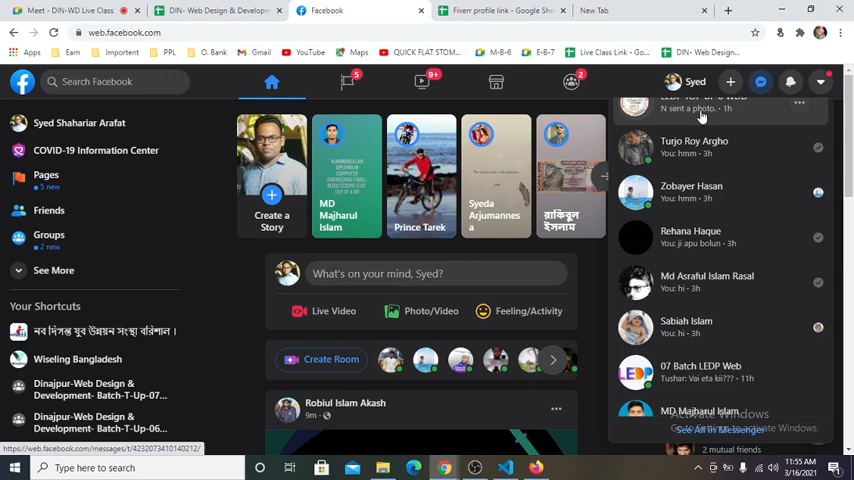 Meet - DIN-WD Live Class
DIN- Web Design & Developm
Facebook
Fiverr profile link - Google She
New Tab
web.facebook.com
Apps
Earn
Importent
PPL
O. Bank
Gmail
YouTube
Maps
QUICK FLAT STOM...
M-B-6
E-B-7
Live Class Link - Go...
DIN- Web Design...
Search Facebook
5
9+
2
Syed
Syed Shahariar Arafat
COVID-19 Information Center
Pages
5 new
Friends
Groups
2 new
See More
Your Shortcuts
নব দিগন্ত যুব উন্নয়ন সংস্থা বরিশাল ।
Wiseling Bangladesh
Dinajpur-Web Design &
Development- Batch-T-Up-07...
Dinajpur-Web Design &
Development- Batch-T-Up-06...
Create a
Story
MD
Majharul
Islam
Prince Tarek
Syeda
Arjumannes
a
রাকিবুল
ইসলাম
What's on your mind, Syed?
Live Video
Photo/Video
Feeling/Activity
Create Room
Robiul Islam Akash
9m
N sent a photo. · 1h
Turjo Roy Argho
You: hmm · 3h
Zobayer Hasan
You: hmm · 3h
Rehana Haque
You: ji apu bolun · 3h
Md Asraful Islam Rasal
You: hi · 3h
Sabiah Islam
You: hi · 3h
07 Batch LEDP Web
Tushar: Vai eta ki??? · 11h
MD Majharul Islam
Activate Windows
See All in Messenger
2 mutual friends
https://web.facebook.com/messages/t/4232073410140212/
Type here to search
11:55 AM
3/16/2021